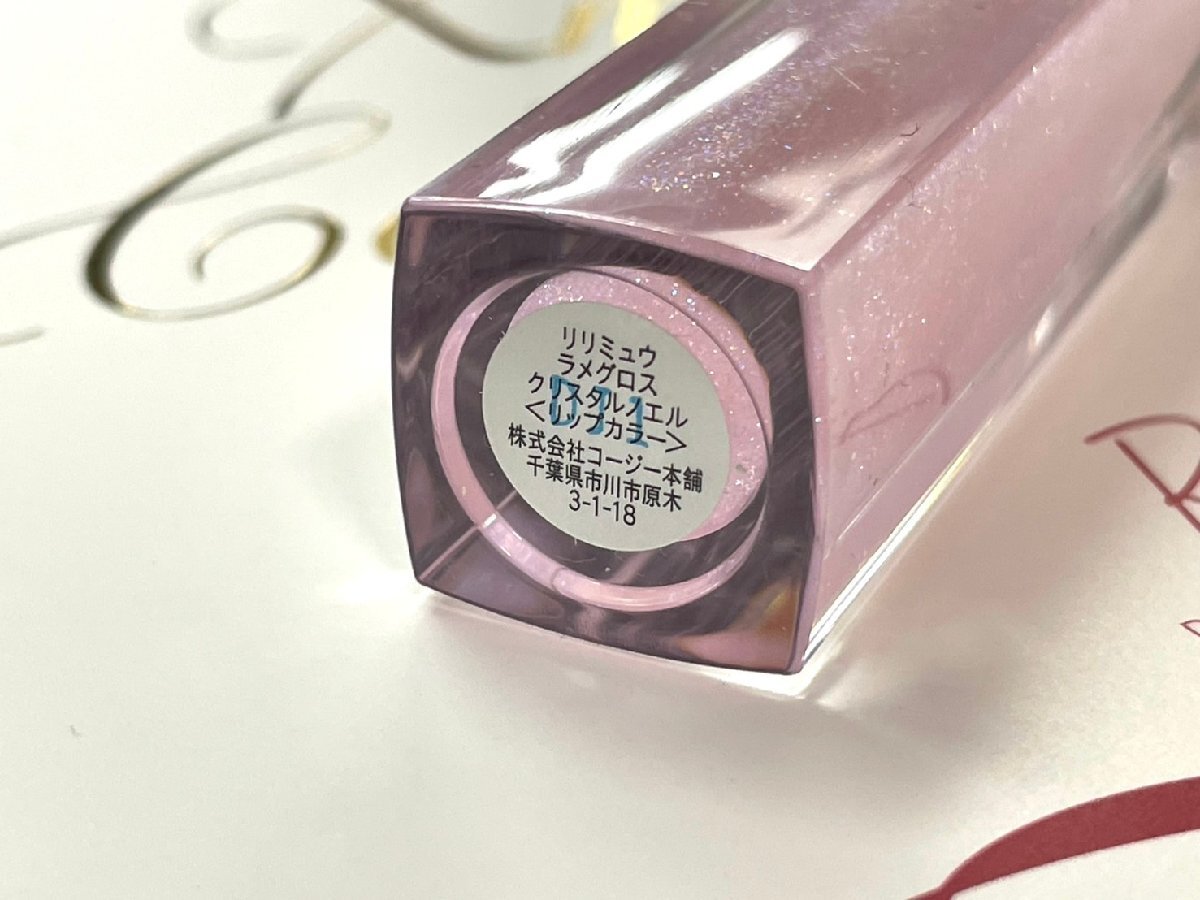 リリミュウ
ラメグロス
クリスタルノエル
＜リップカラー＞
株式会社コージー本舗
千葉県市川市原木
3-1-18